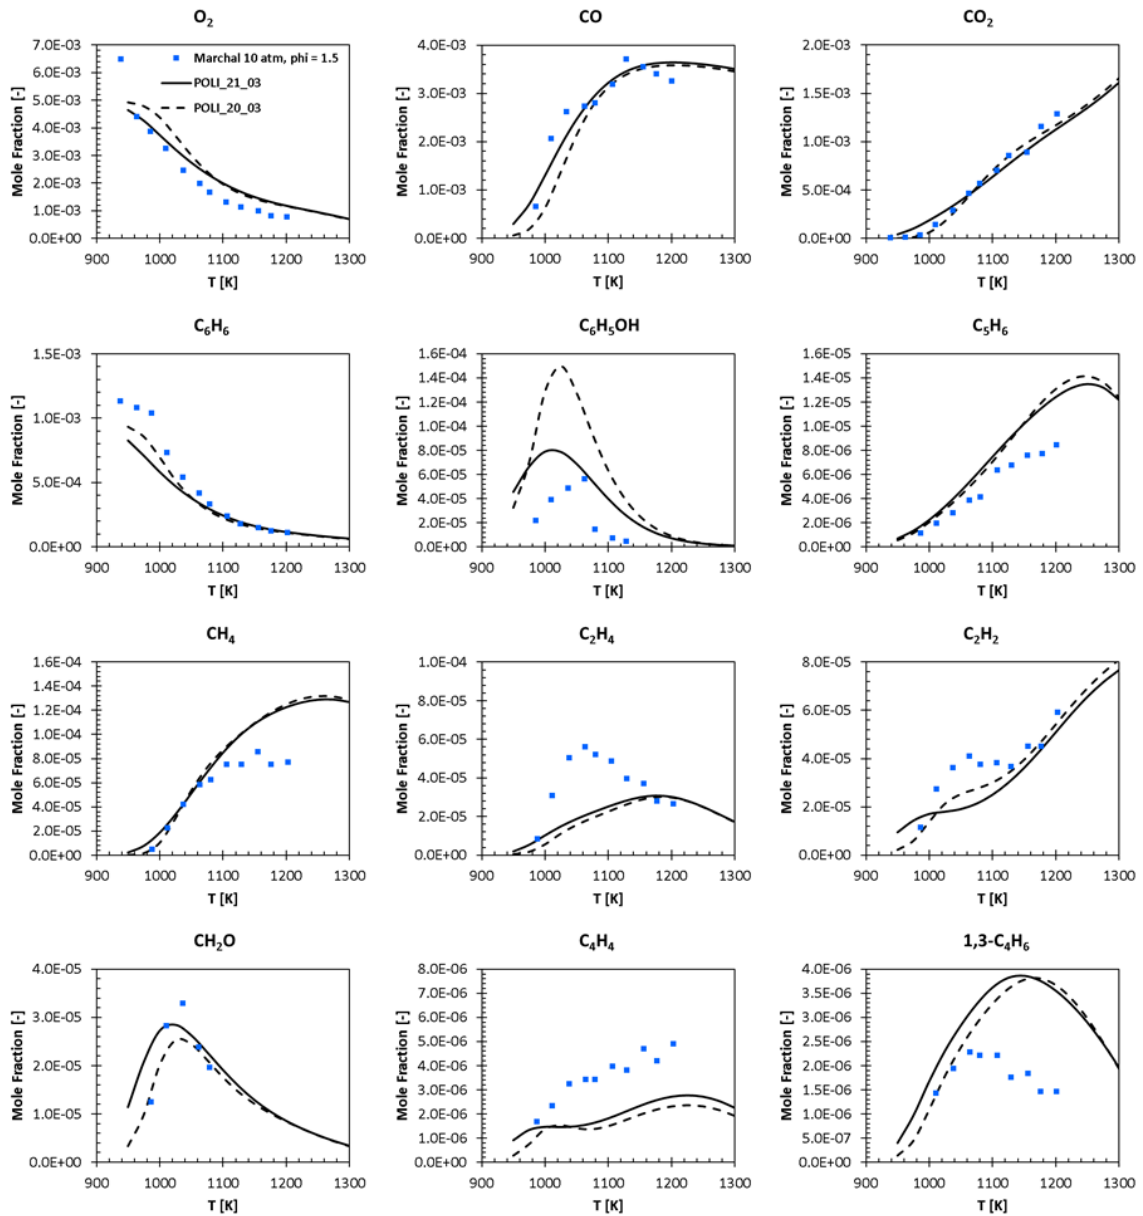 O₂
7.0E-03
6.0E-03
5.0E-03
4.0E-03
3.0E-03
2.0E-03
1.0E-03
0.0E+00
Mole Fraction [-]
900 1000 1100 1200 1300
T [K]
Marchal 10 atm, phi = 1.5
POLI_21_03
POLI_20_03
CO
4.0E-03
3.0E-03
2.0E-03
1.0E-03
0.0E+00
Mole Fraction [-]
900 1000 1100 1200 1300
T [K]
CO₂
2.0E-03
1.5E-03
1.0E-03
5.0E-04
0.0E+00
Mole Fraction [-]
900 1000 1100 1200 1300
T [K]
C₆H₆
1.5E-03
1.0E-03
5.0E-04
0.0E+00
Mole Fraction [-]
900 1000 1100 1200 1300
T [K]
C₆H₅OH
1.6E-04
1.4E-04
1.2E-04
1.0E-04
8.0E-05
6.0E-05
4.0E-05
2.0E-05
0.0E+00
Mole Fraction [-]
900 1000 1100 1200 1300
T [K]
C₅H₆
1.6E-05
1.4E-05
1.2E-05
1.0E-05
8.0E-06
6.0E-06
4.0E-06
2.0E-06
0.0E+00
Mole Fraction [-]
900 1000 1100 1200 1300
T [K]
CH₄
1.6E-04
1.4E-04
1.2E-04
1.0E-04
8.0E-05
6.0E-05
4.0E-05
2.0E-05
0.0E+00
Mole Fraction [-]
900 1000 1100 1200 1300
T [K]
C₂H₄
1.0E-04
8.0E-05
6.0E-05
4.0E-05
2.0E-05
0.0E+00
Mole Fraction [-]
900 1000 1100 1200 1300
T [K]
C₂H₂
8.0E-05
6.0E-05
4.0E-05
2.0E-05
0.0E+00
Mole Fraction [-]
900 1000 1100 1200 1300
T [K]
CH₂O
4.0E-05
3.0E-05
2.0E-05
1.0E-05
0.0E+00
Mole Fraction [-]
900 1000 1100 1200 1300
T [K]
C₄H₄
8.0E-06
7.0E-06
6.0E-06
5.0E-06
4.0E-06
3.0E-06
2.0E-06
1.0E-06
0.0E+00
Mole Fraction [-]
900 1000 1100 1200 1300
T [K]
1,3-C₄H₆
4.0E-06
3.5E-06
3.0E-06
2.5E-06
2.0E-06
1.5E-06
1.0E-06
5.0E-07
0.0E+00
Mole Fraction [-]
900 1000 1100 1200 1300
T [K]